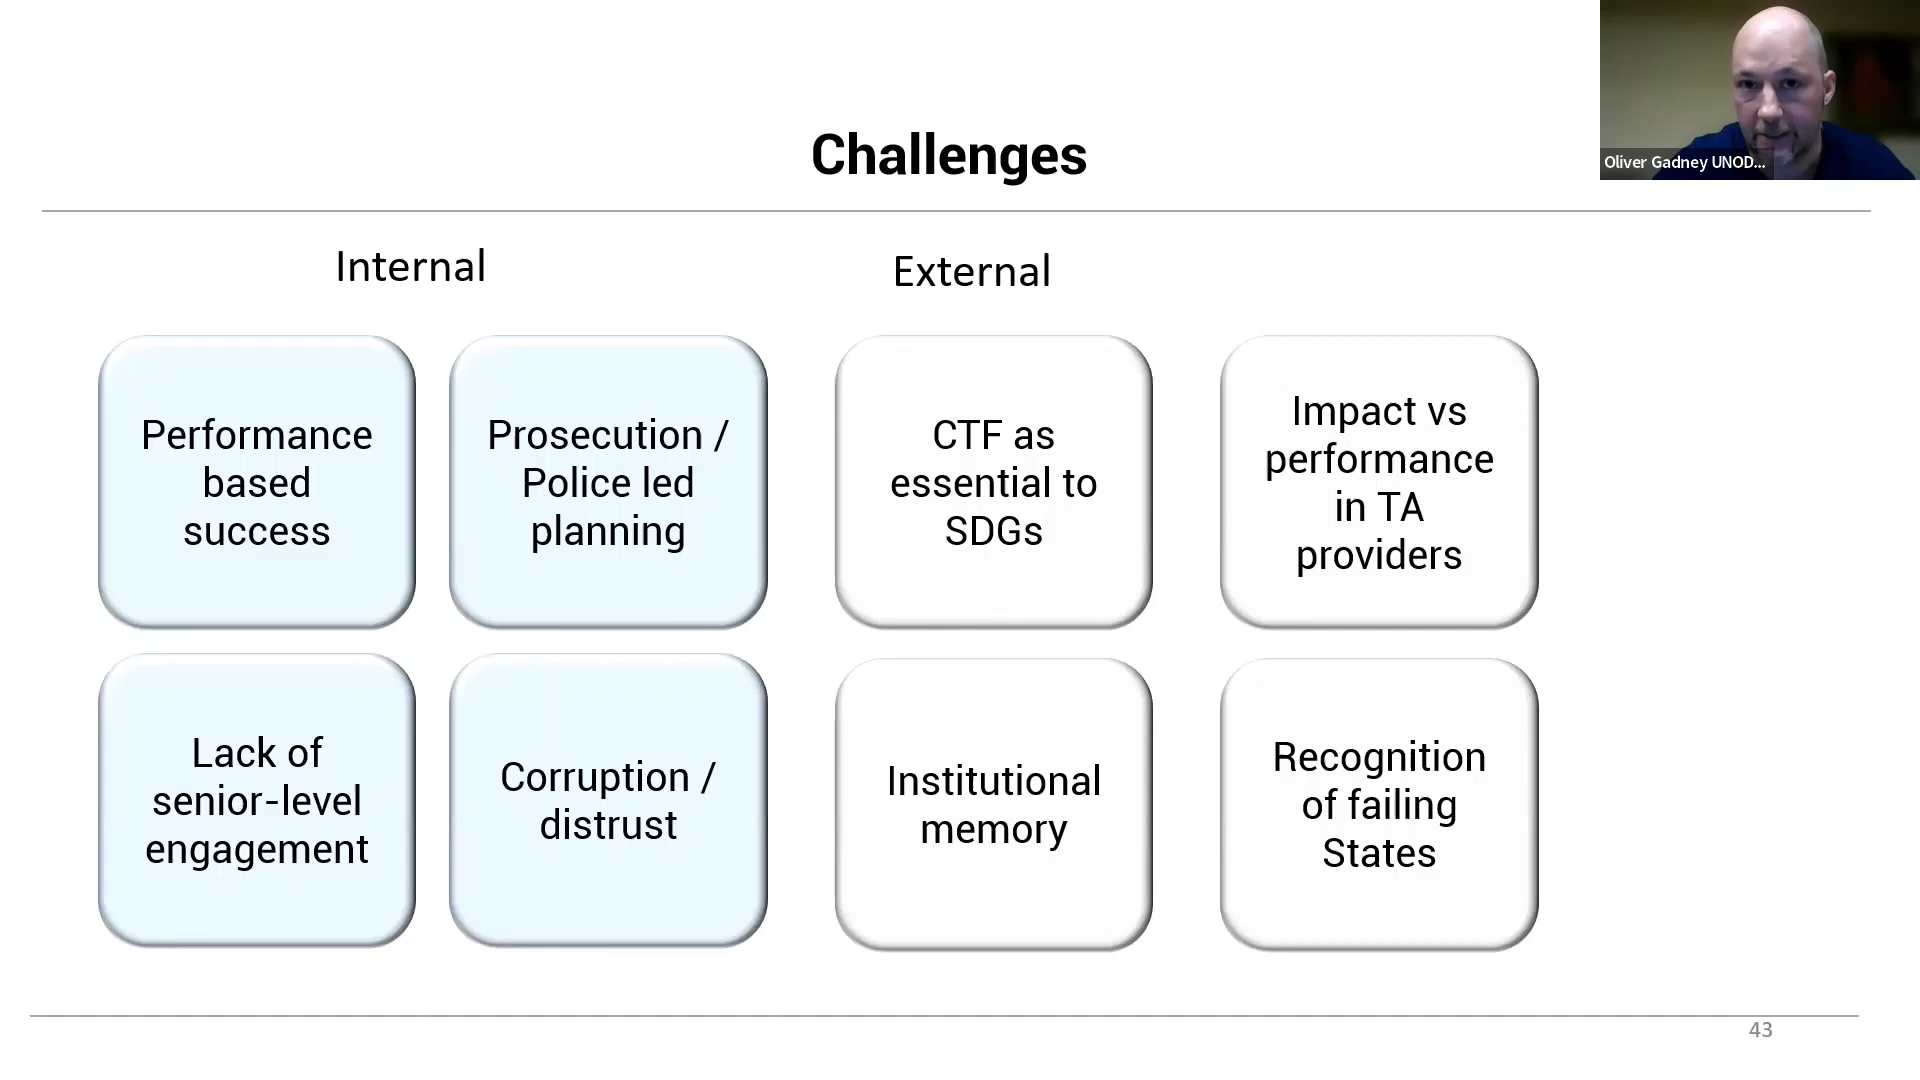 Challenges
Oliver Gadney UNOD...
Internal
External
Performance
based
success
Prosecution /
Police led
planning
CTF as
essential to
SDGs
Impact vs
performance
in TA
providers
Lack of
senior-level
engagement
Corruption /
distrust
Institutional
memory
Recognition
of failing
States
43